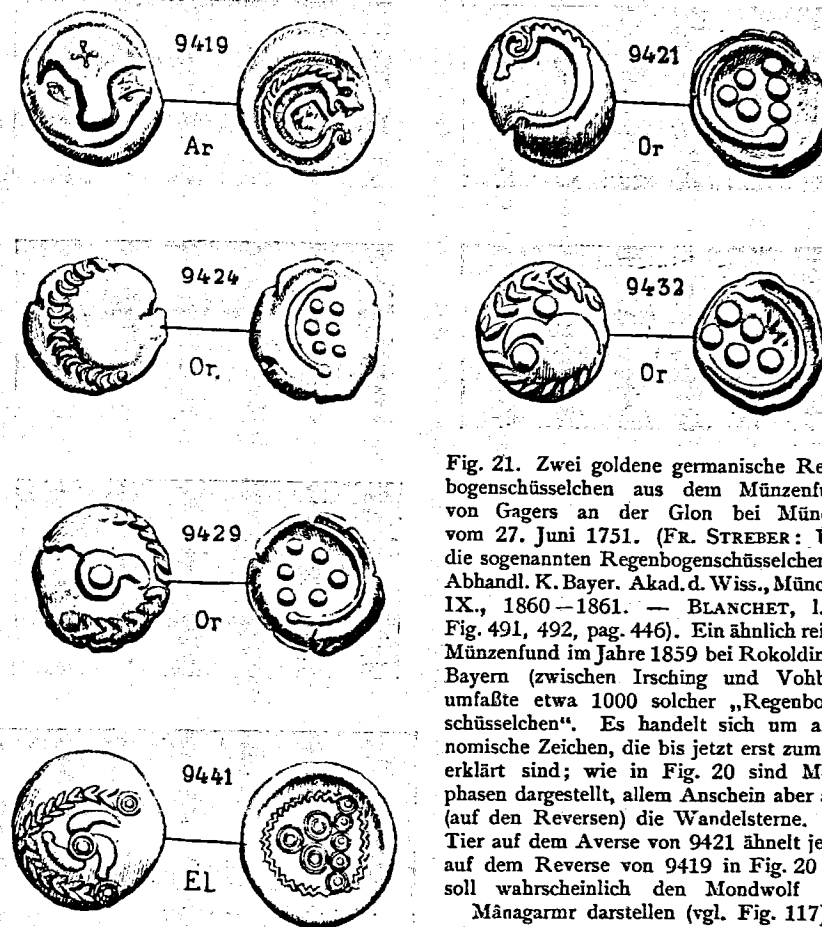 9419
Ar
9421
Or
9424
Or.
9432
Or
9429
Or
9441
EL
Fig. 21. Zwei goldene germanische Re
bogenschüsselchen aus dem Münzenfu
von Gagers an der Glon bei Münc
vom 27. Juni 1751. (FR. STREBER:
die sogenannten Regenbogenschüsselchen
Abhandl. K. Bayer. Akad. d. Wiss., Münc
IX., 1860–1861. — BLANCHET, l.
Fig. 491, 492, pag. 446). Ein ähnlich rei
Münzenfund im Jahre 1859 bei Rokoldin
Bayern (zwischen Irsching und Vohb
umfaßte etwa 1000 solcher „Regenbo
schüsselchen“. Es handelt sich um a
nomische Zeichen, die bis jetzt erst zum
erklärt sind; wie in Fig. 20 sind M
phasen dargestellt, allem Anschein aber a
(auf den Reversen) die Wandelsterne.
Tier auf dem Averse von 9421 ähnelt je
auf dem Reverse von 9419 in Fig. 20
soll wahrscheinlich den Mondwolf
Mânagarmr darstellen (vgl. Fig. 117)